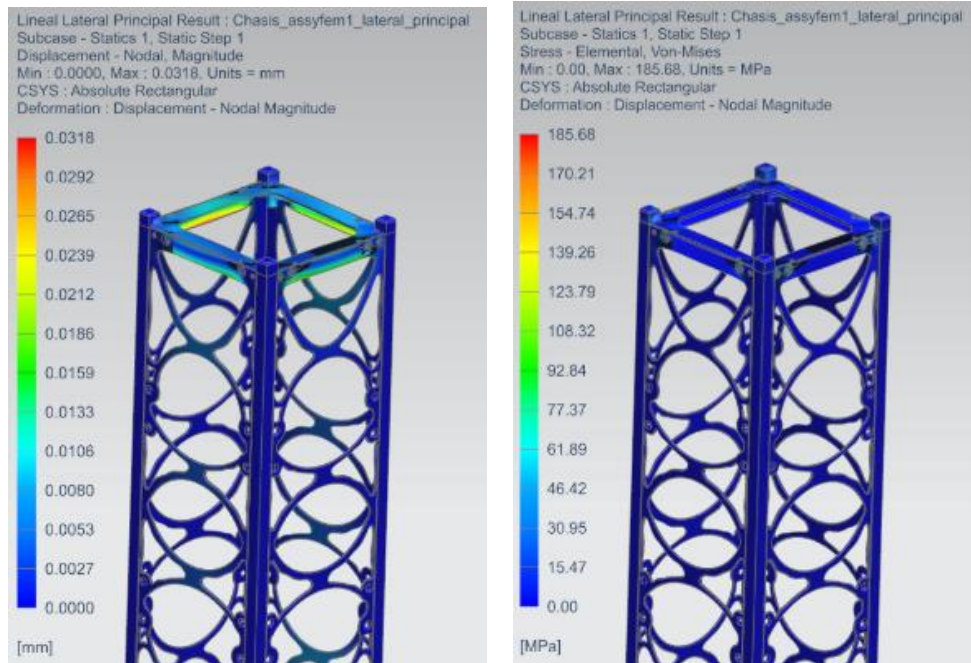 Lineal Lateral Principal Result : Chasis_assyfem1_lateral_principal
Subcase - Statics 1, Static Step 1
Displacement - Nodal, Magnitude
Min : 0.0000, Max : 0.0318, Units = mm
CSYS : Absolute Rectangular
Deformation : Displacement - Nodal Magnitude
0.0318
0.0292
0.0265
0.0239
0.0212
0.0186
0.0159
0.0133
0.0106
0.0080
0.0053
0.0027
0.0000
[mm]
Lineal Lateral Principal Result : Chasis_assyfem1_lateral_principal
Subcase - Statics 1, Static Step 1
Stress - Elemental, Von-Mises
Min : 0.00, Max : 185.68, Units = MPa
CSYS : Absolute Rectangular
Deformation : Displacement - Nodal Magnitude
185.68
170.21
154.74
139.26
123.79
108.32
92.84
77.37
61.89
46.42
30.95
15.47
0.00
[MPa]